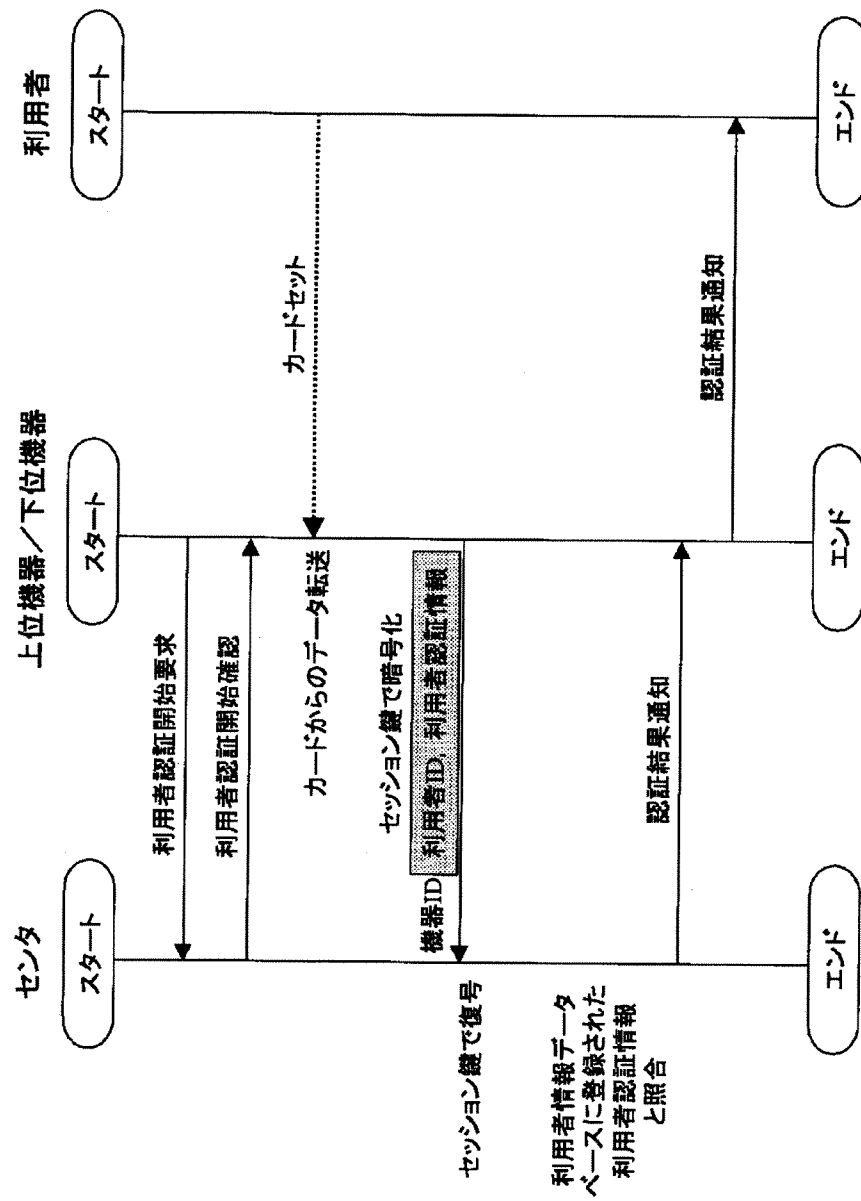 センタ
上位機器／下位機器
利用者
スタート
スタート
スタート
利用者認証開始要求
利用者認証開始確認
カードセット
カードからのデータ転送
セッション鍵で暗号化
機器ID, 利用者ID, 利用者認証情報
セッション鍵で復号
利用者情報データ
ベースに登録された
利用者認証情報
と照合
認証結果通知
認証結果通知
エンド
エンド
エンド